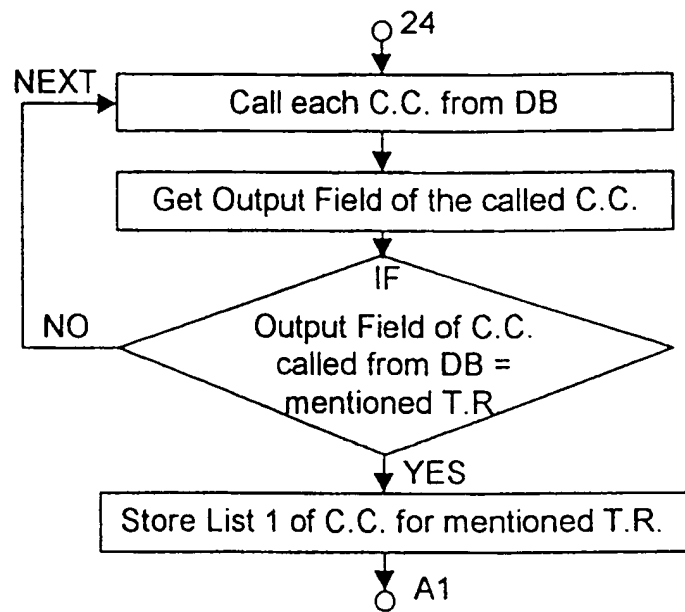 24
NEXT
Call each C.C. from DB
Get Output Field of the called C.C.
IF
NO
Output Field of C.C.
called from DB =
mentioned T.R
YES
Store List 1 of C.C. for mentioned T.R.
A1